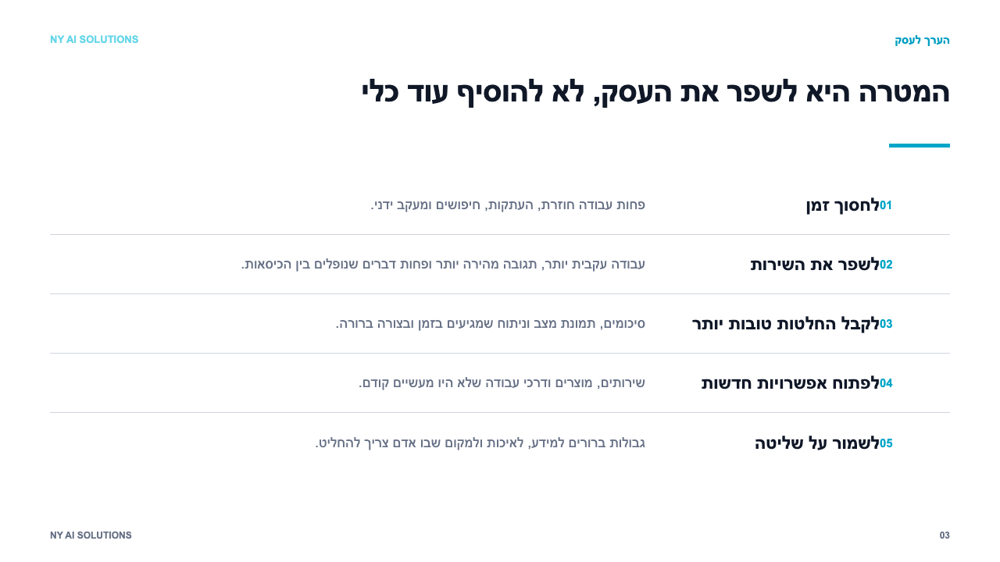 הערך לעסק
NY AI SOLUTIONS
המטרה היא לשפר את העסק, לא להוסיף עוד כלי
01 לחסוך זמן
פחות עבודה חוזרת, העתקות, חיפושים ומעקב ידני.
02 לשפר את השירות
עבודה עקבית יותר, תגובה מהירה יותר ופחות דברים שנופלים בין הכיסאות.
03 לקבל החלטות טובות יותר
סיכומים, תמונת מצב וניתוח שמגיעים בזמן ובצורה ברורה.
04 לפתוח אפשרויות חדשות
שירותים, מוצרים ודרכי עבודה שלא היו מעשיים קודם.
05 לשמור על שליטה
גבולות ברורים למידע, לאיכות ולמקום שבו אדם צריך להחליט.
03
NY AI SOLUTIONS